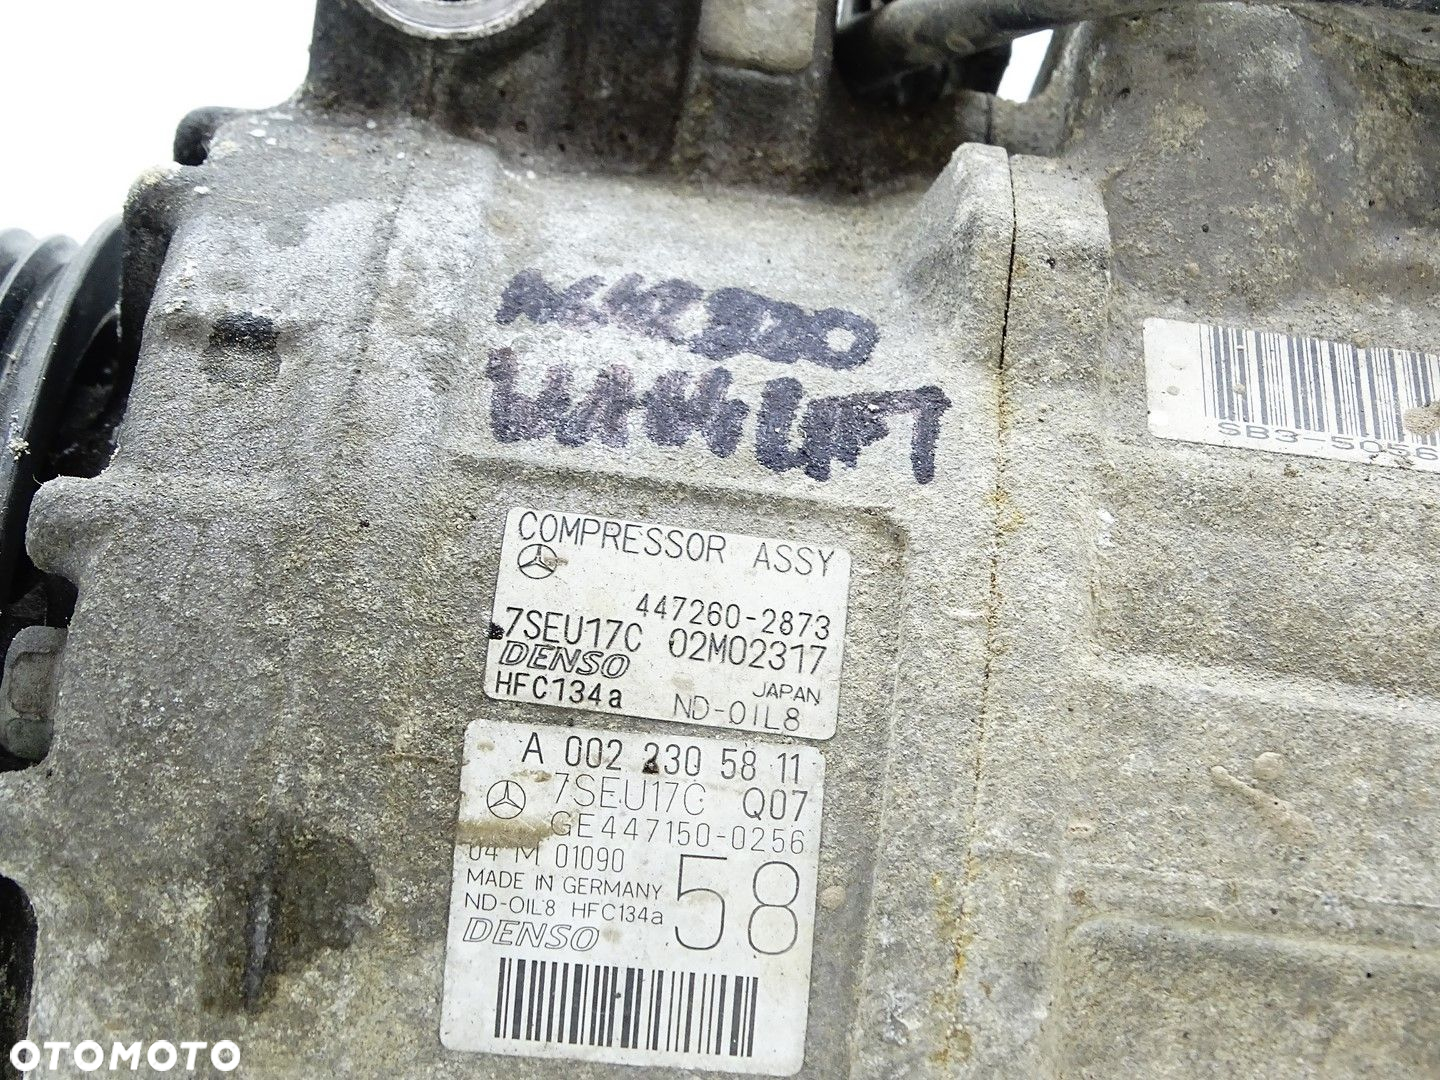 SB3-5056
COMPRESSOR ASSY
447260-2873
7SEU17C 02M02317
DENSO
JAPAN
HFC134a ND-OIL8
A 002 230 58 11
7SEU17C Q07
GE447150-0256
04 M 01090
58
MADE IN GERMANY
ND-OIL8 HFC134a
DENSO
OTOMOTO